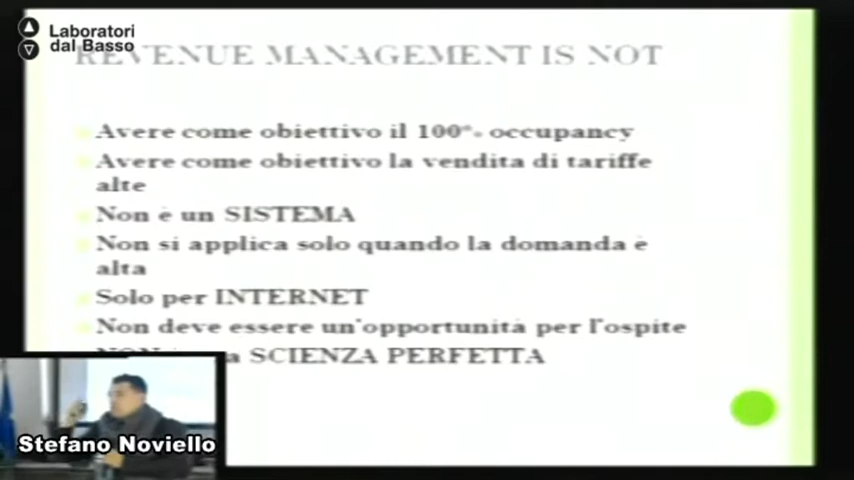 Laboratori
dal Basso
REVENUE MANAGEMENT IS NOT
Avere come obiettivo il 100% occupancy
Avere come obiettivo la vendita di tariffe
alte
Non è un SISTEMA
Non si applica solo quando la domanda è
alta
Solo per INTERNET
Non deve essere un'opportunità per l'ospite
SCIENZA PERFETTA
Stefano Noviello